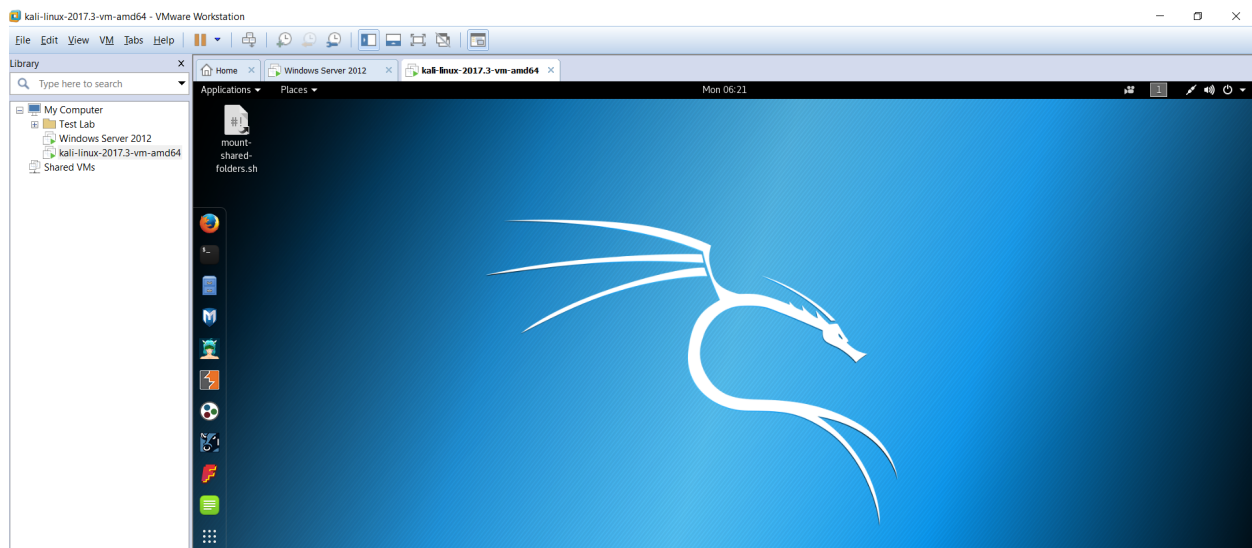 kali-linux-2017.3-vm-amd64 - VMware Workstation
File Edit View VM Tabs Help
Library
Type here to search
My Computer
Test Lab
Windows Server 2012
kali-linux-2017.3-vm-amd64
Shared VMs
Home Windows Server 2012 kali-linux-2017.3-vm-amd64
Applications Places Mon 06:21 1
#!
mount-
shared-
folders.sh
$_
M
F